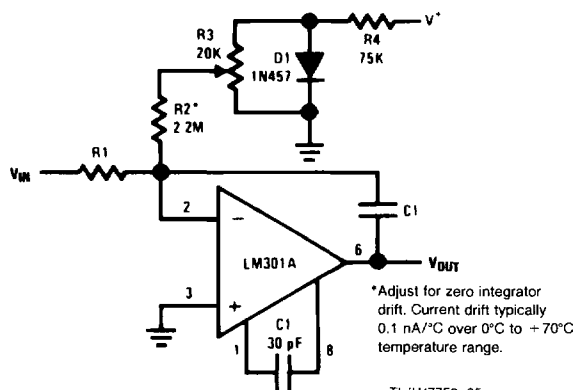 V+
R3
20K
D1
1N457
R4
75K
R2*
2 2M
R1
VIN
C1
2
−
LM301A
6
VOUT
3
+
C1
30 pF
1
8
*Adjust for zero integrator
drift. Current drift typically
0.1 nA/°C over 0°C to +70°C
temperature range.